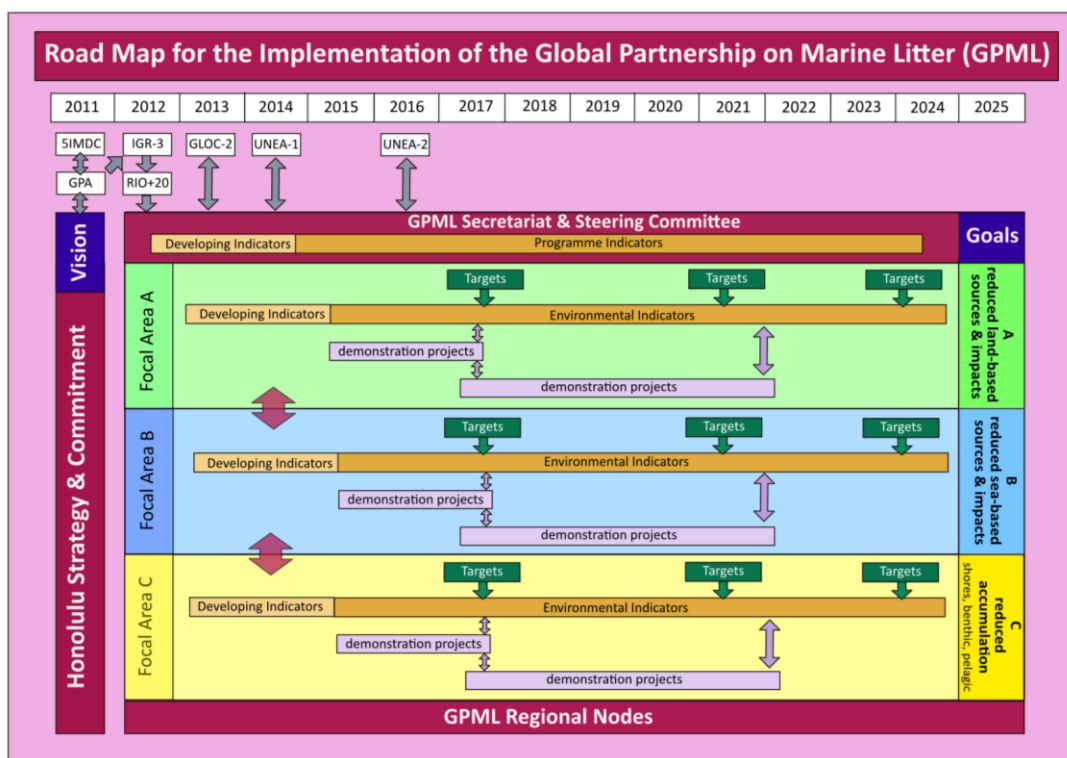 Road Map for the Implementation of the Global Partnership on Marine Litter (GPML)
2011 2012 2013 2014 2015 2016 2017 2018 2019 2020 2021 2022 2023 2024 2025
5IMDC IGR-3 GLOC-2 UNEA-1 UNEA-2
GPA RIO+20
Vision
Honolulu Strategy & Commitment
GPML Secretariat & Steering Committee
Developing Indicators Programme Indicators
Goals
Focal Area A
Targets Targets Targets
Developing Indicators Environmental Indicators
demonstration projects
demonstration projects
A
reduced land-based
sources & impacts
Focal Area B
Targets Targets Targets
Developing Indicators Environmental Indicators
demonstration projects
demonstration projects
B
reduced sea-based
sources & impacts
Focal Area C
Targets Targets Targets
Developing Indicators Environmental Indicators
demonstration projects
demonstration projects
C
reduced
accumulation
shores, benthic, pelagic
GPML Regional Nodes